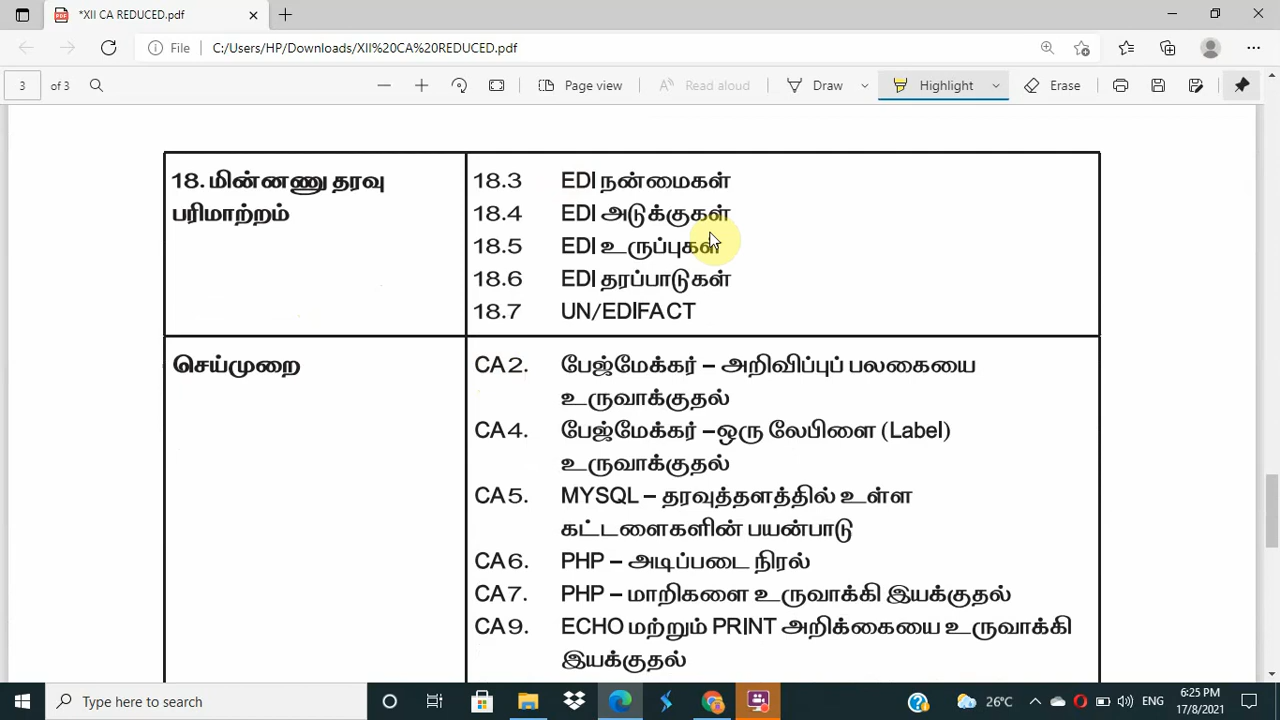 *XII CA REDUCED.pdf
File C:/Users/HP/Downloads/XII%20CA%20REDUCED.pdf
3 of 3 Page view Read aloud Draw Highlight Erase
18. மின்னணு தரவு
பரிமாற்றம்
18.3 EDI நன்மைகள்
18.4 EDI அடுக்குகள்
18.5 EDI உருப்புகள்
18.6 EDI தரப்பாடுகள்
18.7 UN/EDIFACT
செய்முறை
CA2. பேஜ்மேக்கர் – அறிவிப்புப் பலகையை
உருவாக்குதல்
CA4. பேஜ்மேக்கர் –ஒரு லேபிளை (Label)
உருவாக்குதல்
CA5. MYSQL – தரவுத்தளத்தில் உள்ள
கட்டளைகளின் பயன்பாடு
CA6. PHP – அடிப்படை நிரல்
CA7. PHP – மாறிகளை உருவாக்கி இயக்குதல்
CA9. ECHO மற்றும் PRINT அறிக்கையை உருவாக்கி
இயக்குதல்
Type here to search 26°C ENG 6:25 PM
17/8/2021